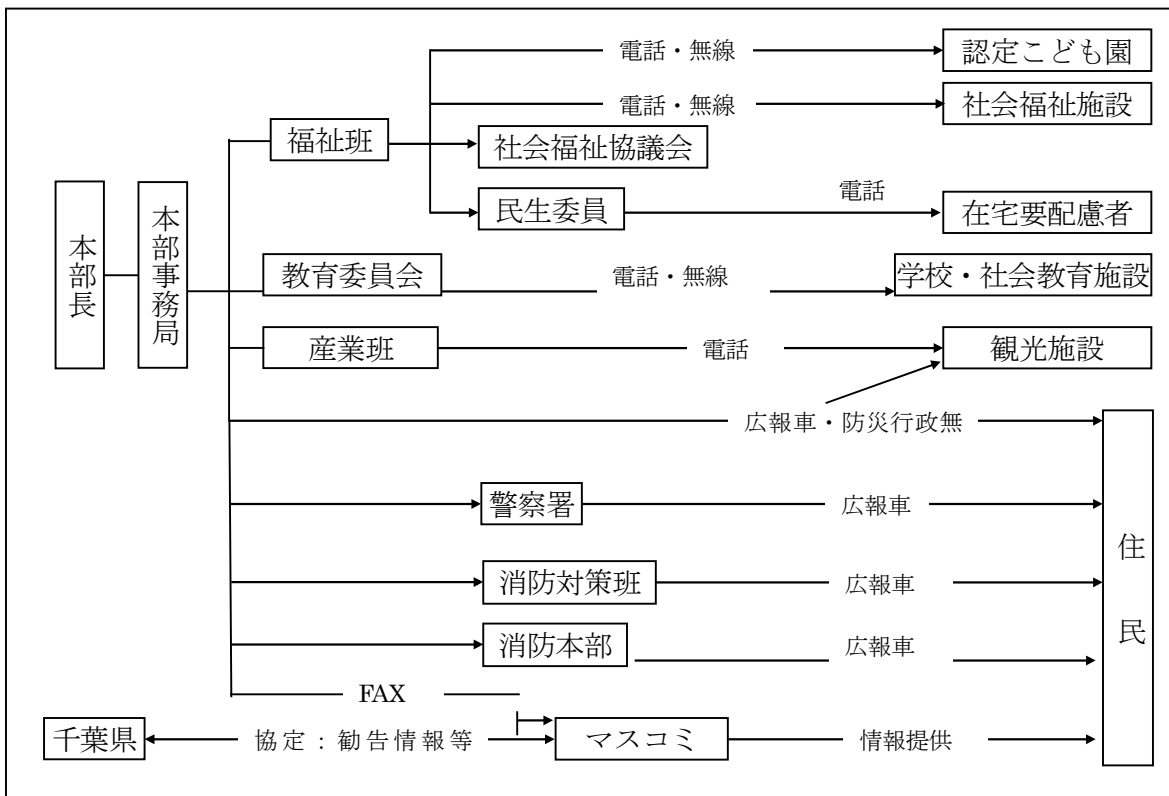 電話・無線
認定こども園
電話・無線
社会福祉施設
福祉班
社会福祉協議会
民生委員
電話
在宅要配慮者
本部長
本部事務局
教育委員会
電話・無線
学校・社会教育施設
産業班
電話
観光施設
広報車・防災行政無
警察署
広報車
住民
消防対策班
広報車
消防本部
広報車
FAX
千葉県
協定：勧告情報等
マスコミ
情報提供